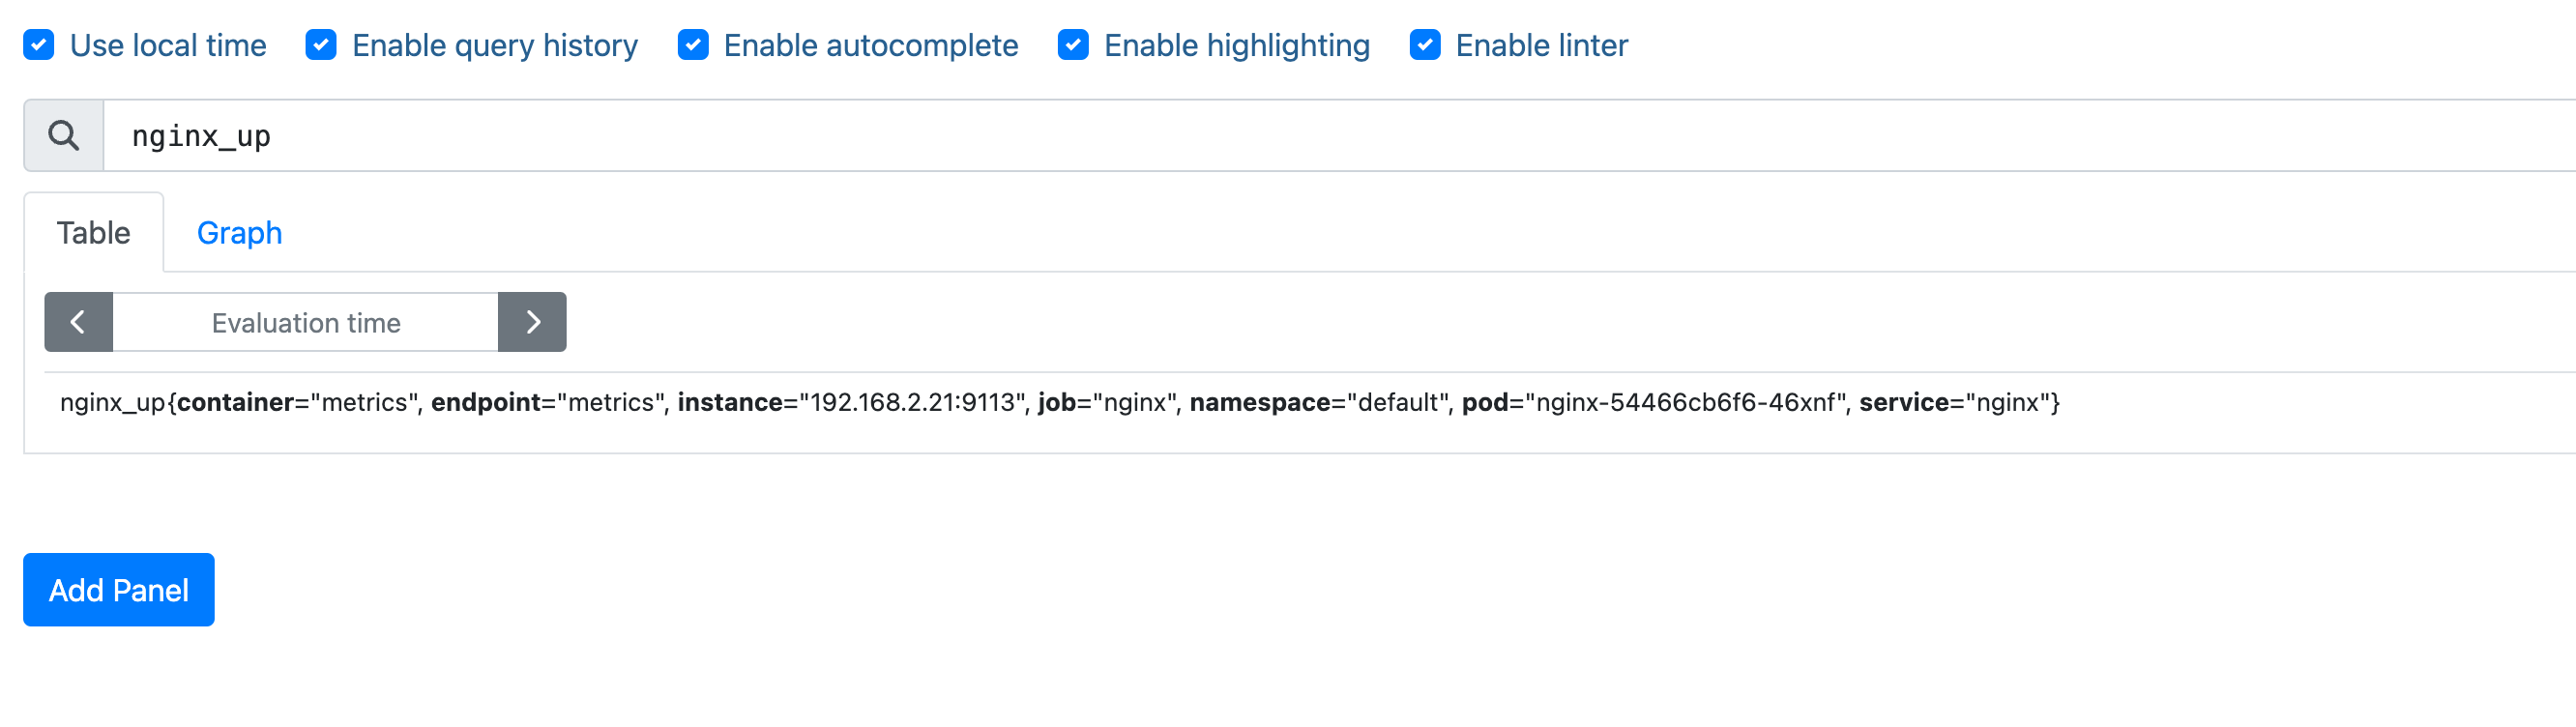 Use local time Enable query history Enable autocomplete Enable highlighting Enable linter
nginx_up
Table Graph
Evaluation time
nginx_up{container="metrics", endpoint="metrics", instance="192.168.2.21:9113", job="nginx", namespace="default", pod="nginx-54466cb6f6-46xnf", service="nginx"}
Add Panel